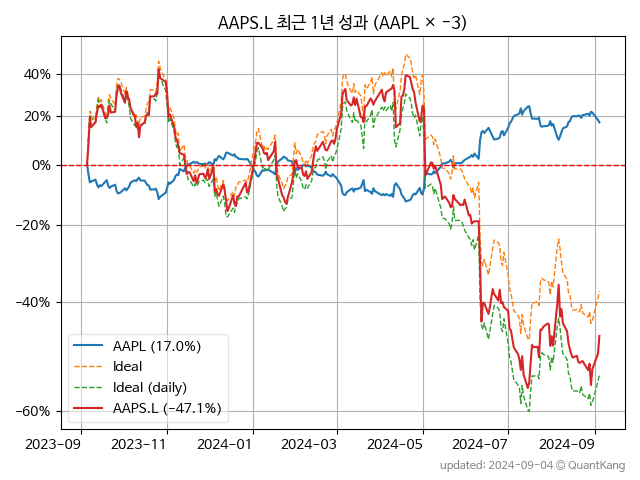 AAPS.L 최근 1년 성과 (AAPL × −3)
40%
20%
0%
−20%
−40%
−60%
AAPL (17.0%)
Ideal
Ideal (daily)
AAPS.L (−47.1%)
2023-09 2023-11 2024-01 2024-03 2024-05 2024-07 2024-09
updated: 2024-09-04 © QuantKang